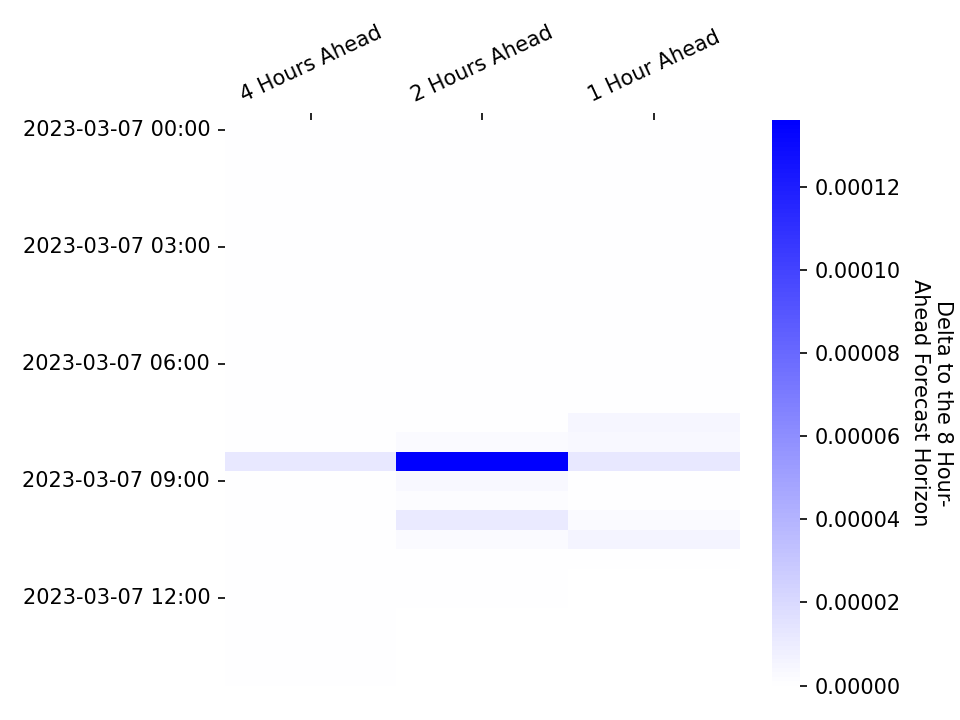 4 Hours Ahead
2 Hours Ahead
1 Hour Ahead
2023-03-07 00:00
2023-03-07 03:00
2023-03-07 06:00
2023-03-07 09:00
2023-03-07 12:00
0.00012
0.00010
0.00008
0.00006
0.00004
0.00002
0.00000
Delta to the 8 Hour-
Ahead Forecast Horizon